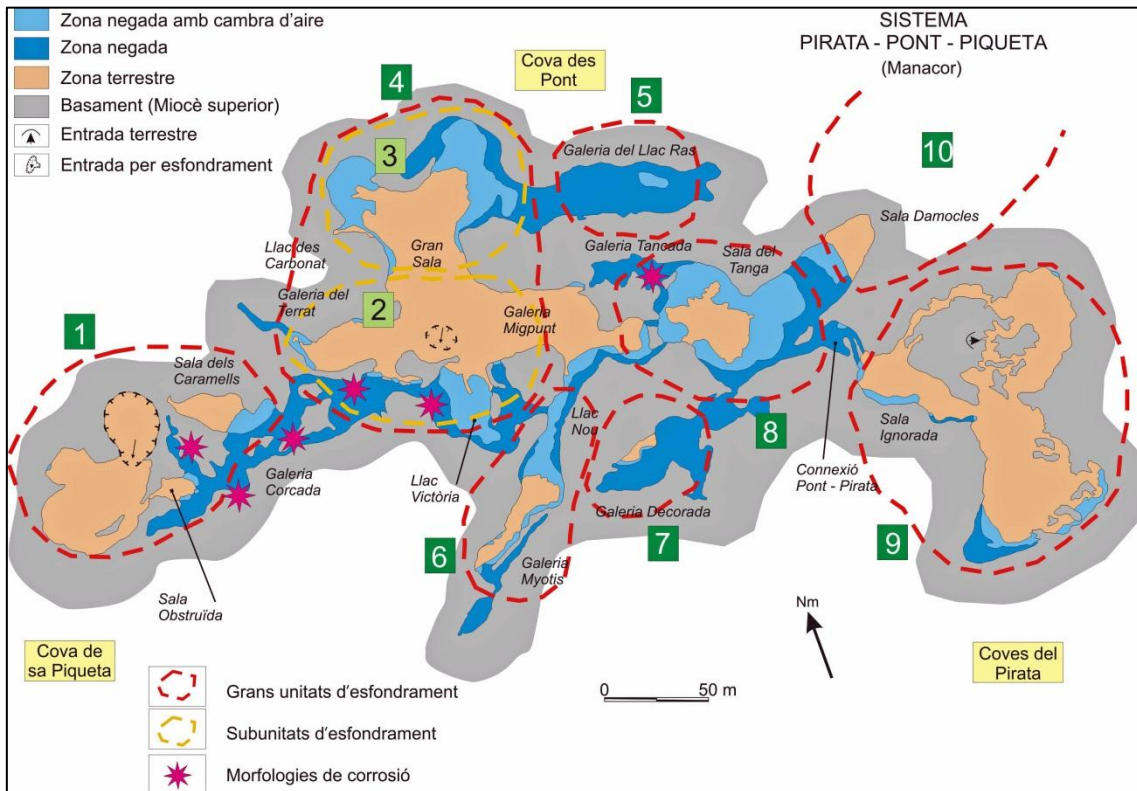 Zona negada amb cambra d'aire
Zona negada
Zona terrestre
Basament (Miocè superior)
Entrada terrestre
Entrada per esfondrament
SISTEMA
PIRATA - PONT - PIQUETA
(Manacor)
Cova des
Pont
4
5
3
10
Galeria del Llac Ras
Sala Damocles
Llac des
Carbonat
Gran
Sala
Galeria Tancada
Sala del
Tanga
Galeria del
Ferrat
2
Galeria
Migpunt
1
Sala dels
Caramells
Llac
Nou
Sala
Ignorada
8
Galeria
Corcada
Llac
Victòria
Connexió
Pont - Pirata
Galeria Decorada
6
7
9
Galeria
Myotis
Sala
Obstruïda
Nm
Cova de
sa Piqueta
Coves del
Pirata
0 50 m
Grans unitats d'esfondrament
Subunitats d'esfondrament
Morfologies de corrosió